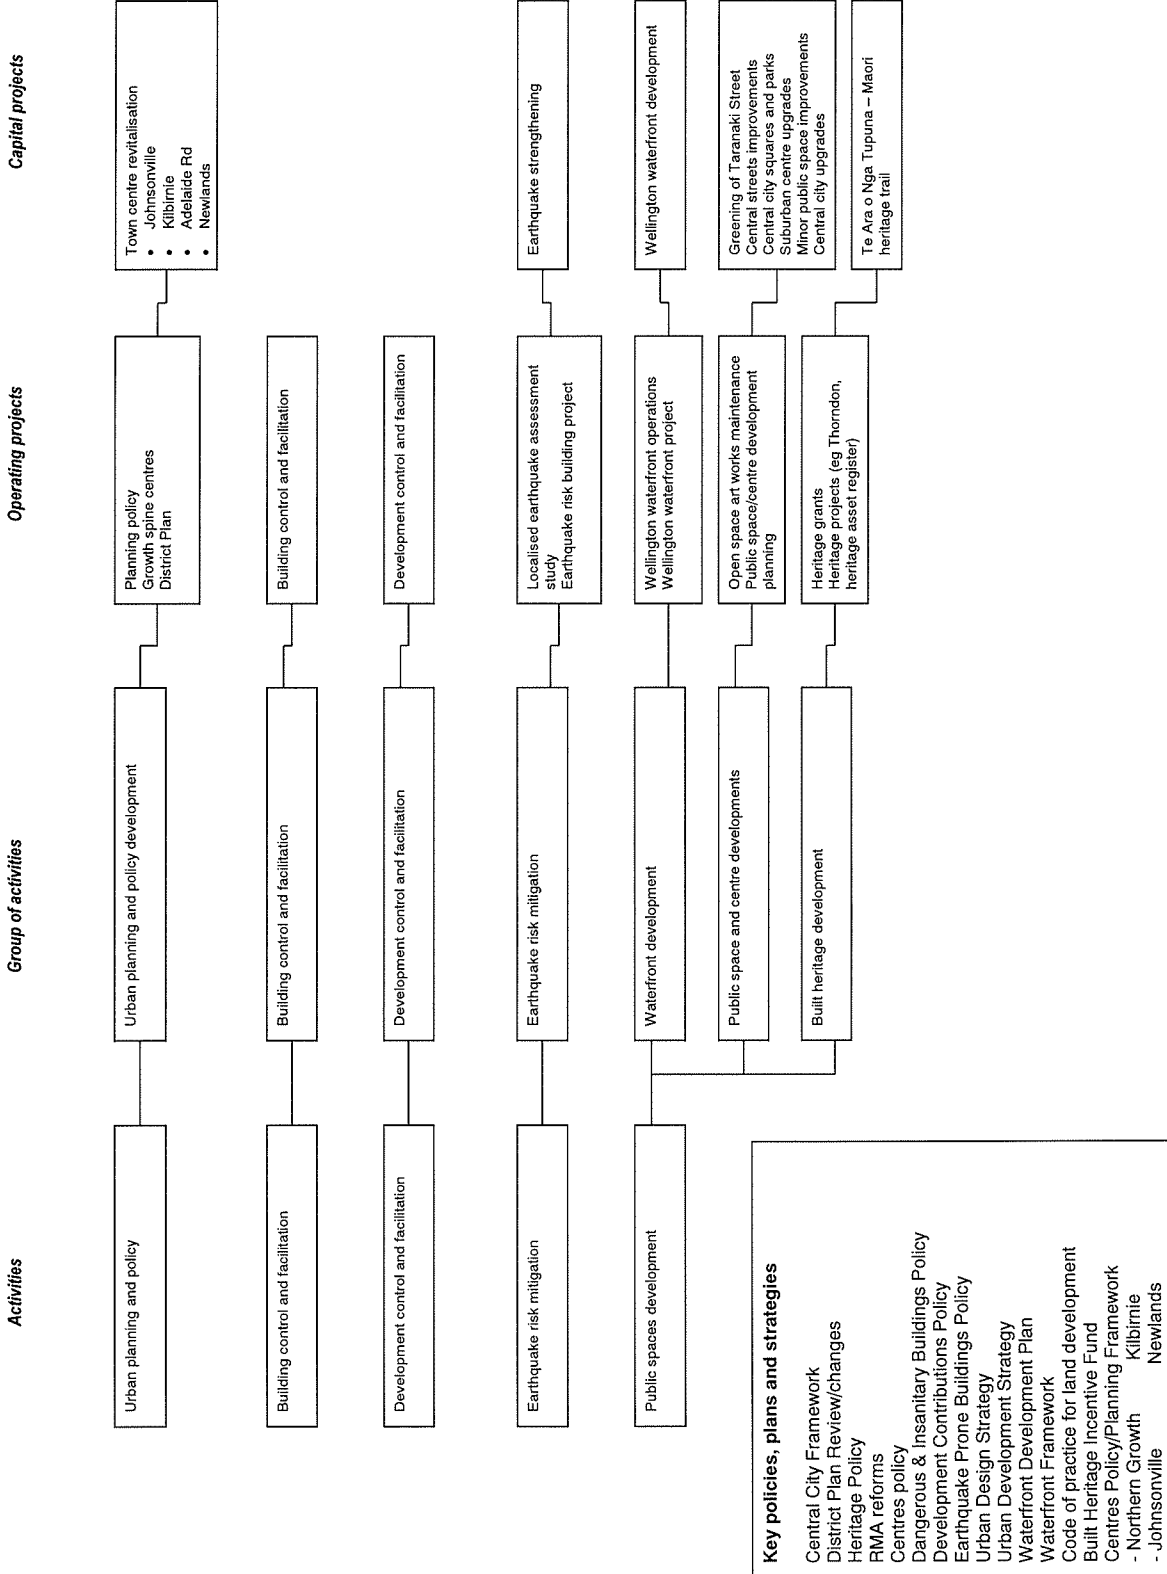 Activities
Group of activities
Operating projects
Capital projects
Urban planning and policy
Urban planning and policy development
Planning policy
Growth spine centres
District Plan
Town centre revitalisation
• Johnsonville
• Kilbirnie
• Adelaide Rd
• Newlands
Building control and facilitation
Building control and facilitation
Building control and facilitation
Development control and facilitation
Development control and facilitation
Development control and facilitation
Earthquake risk mitigation
Earthquake risk mitigation
Localised earthquake assessment
study
Earthquake risk building project
Earthquake strengthening
Public spaces development
Waterfront development
Wellington waterfront operations
Wellington waterfront project
Wellington waterfront development
Public space and centre developments
Open space art works maintenance
Public space/centre development
planning
Greening of Taranaki Street
Central streets improvements
Central city squares and parks
Suburban centre upgrades
Minor public space improvements
Central city upgrades
Built heritage development
Heritage grants
Heritage projects (eg Thorndon,
heritage asset register)
Te Ara o Nga Tupuna – Maori
heritage trail
Key policies, plans and strategies
Central City Framework
District Plan Review/changes
Heritage Policy
RMA reforms
Centres policy
Dangerous & Insanitary Buildings Policy
Development Contributions Policy
Earthquake Prone Buildings Policy
Urban Design Strategy
Urban Development Strategy
Waterfront Development Plan
Waterfront Framework
Code of practice for land development
Built Heritage Incentive Fund
Centres Policy/Planning Framework
- Northern Growth Kilbirnie
- Johnsonville Newlands